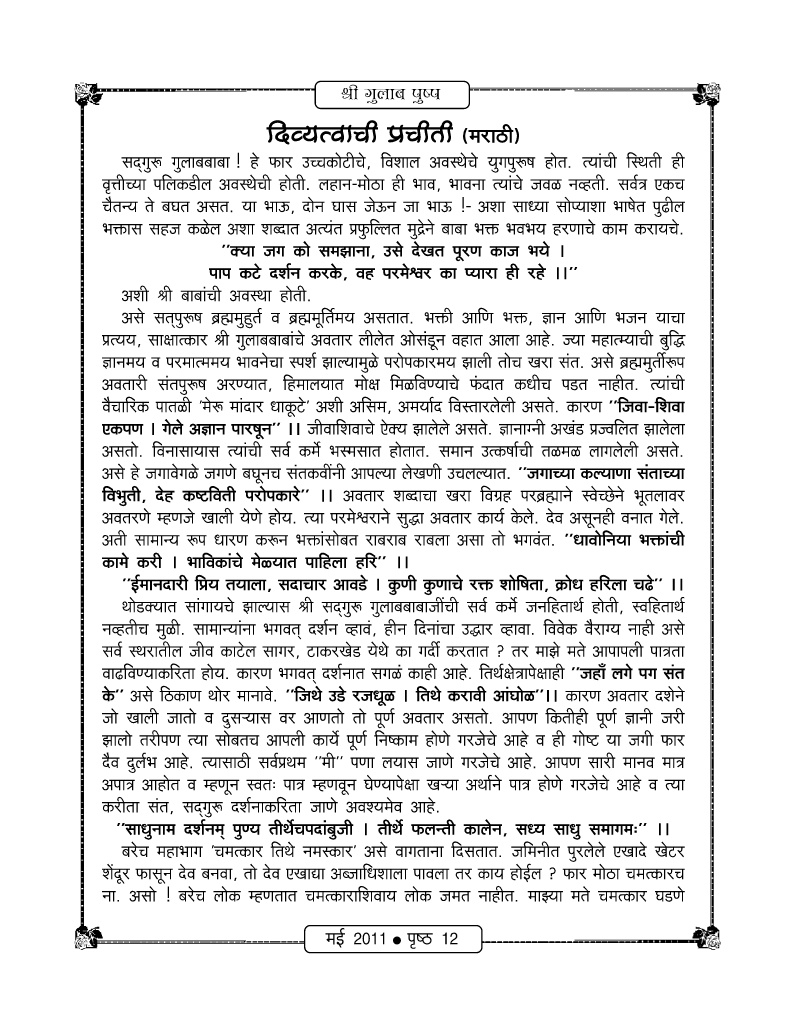 श्री गुलाब पुष्प
दिव्यत्वाची प्रचीती (मराठी)
सद्‌गुरू गुलाबबाबा ! हे फार उच्चकोटीचे, विशाल अवस्थेचे युगपुरूष होत. त्यांची स्थिती ही
वृत्तीच्या पलिकडील अवस्थेची होती. लहान-मोठा ही भाव, भावना त्यांचे जवळ नव्हती. सर्वत्र एकच
चैतन्य ते बघत असत. या भाऊ, दोन घास जेऊन जा भाऊ !- अशा साध्या सोप्याशा भाषेत पुढील
भक्तास सहज कळेल अशा शब्दात अत्यंत प्रफुल्लित मुद्रेने बाबा भक्त भवभय हरणाचे काम करायचे.
''क्या जग को समझाना, उसे देखत पूरण काज भये ।
पाप कटे दर्शन करके, वह परमेश्वर का प्यारा ही रहे ।।''
अशी श्री बाबांची अवस्था होती.
असे सत्‌पुरूष ब्रह्ममुहुर्त व ब्रह्ममूर्तिमय असतात. भक्ती आणि भक्त, ज्ञान आणि भजन याचा
प्रत्यय, साक्षात्कार श्री गुलाबबाबांचे अवतार लीलेत ओसंडून वहात आला आहे. ज्या महात्म्याची बुद्धि
ज्ञानमय व परमात्ममय भावनेचा स्पर्श झाल्यामुळे परोपकारमय झाली तोच खरा संत. असे ब्रह्ममुर्तीरूप
अवतारी संतपुरूष अरण्यात, हिमालयात मोक्ष मिळविण्याचे फंदात कधीच पडत नाहीत. त्यांची
वैचारिक पातळी 'मेरू मांदार धाकूटे' अशी असिम, अमर्याद विस्तारलेली असते. कारण ''जिवा-शिवा
एकपण । गेले अज्ञान पारषून'' ।। जीवाशिवाचे ऐक्य झालेले असते. ज्ञानाग्नी अखंड प्रज्वलित झालेला
असतो. विनासायास त्यांची सर्व कर्मे भस्मसात होतात. समान उत्कर्षाची तळमळ लागलेली असते.
असे हे जगावेगळे जगणे बघूनच संतकवींनी आपल्या लेखणी उचलल्यात. ''जगाच्या कल्याणा संताच्या
विभुती, देह कष्टविती परोपकारे'' ।। अवतार शब्दाचा खरा विग्रह परब्रह्माने स्वेच्छेने भूतलावर
अवतरणे म्हणजे खाली येणे होय. त्या परमेश्वराने सुद्धा अवतार कार्य केले. देव असूनही वनात गेले.
अती सामान्य रूप धारण करून भक्तांसोबत राबराब राबला असा तो भगवंत. ''धावोनिया भक्तांची
कामे करी । भाविकांचे मेळ्यात पाहिला हरि'' ।।
''ईमानदारी प्रिय तयाला, सदाचार आवडे । कुणी कुणाचे रक्त शोषिता, क्रोध हरिला चढे'' ।।
थोडक्यात सांगायचे झाल्यास श्री सद्‌गुरू गुलाबबाबाजींची सर्व कर्मे जनहितार्थ होती, स्वहितार्थ
नव्हतीच मुळी. सामान्यांना भगवत् दर्शन व्हावं, हीन दिनांचा उद्धार व्हावा. विवेक वैराग्य नाही असे
सर्व स्थरातील जीव काटेल सागर, टाकरखेड येथे का गर्दी करतात ? तर माझे मते आपापली पात्रता
वाढविण्याकरिता होय. कारण भगवत् दर्शनात सगळं काही आहे. तिर्थक्षेत्रापेक्षाही ''जहाँ लगे पग संत
के'' असे ठिकाण थोर मानावे. ''जिथे उडे रजधूळ । तिथे करावी आंघोळ''।। कारण अवतार दशेने
जो खाली जातो व दुसऱ्यास वर आणतो तो पूर्ण अवतार असतो. आपण कितीही पूर्ण ज्ञानी जरी
झालो तरीपण त्या सोबतच आपली कार्ये पूर्ण निष्काम होणे गरजेचे आहे व ही गोष्ट या जगी फार
दैव दुर्लभ आहे. त्यासाठी सर्वप्रथम ''मी'' पणा लयास जाणे गरजेचे आहे. आपण सारी मानव मात्र
अपात्र आहोत व म्हणून स्वतः पात्र म्हणवून घेण्यापेक्षा खऱ्या अर्थाने पात्र होणे गरजेचे आहे व त्या
करीता संत, सद्‌गुरू दर्शनाकरिता जाणे अवश्यमेव आहे.
''साधुनाम दर्शनम् पुण्य तीर्थेचपदांबुजी । तीर्थे फलन्ती कालेन, सध्य साधु समागमः'' ।।
बरेच महाभाग 'चमत्कार तिथे नमस्कार' असे वागताना दिसतात. जमिनीत पुरलेले एखादे खेटर
शेंदूर फासून देव बनवा, तो देव एखाद्या अब्जाधिशाला पावला तर काय होईल ? फार मोठा चमत्कारच
ना. असो ! बरेच लोक म्हणतात चमत्काराशिवाय लोक जमत नाहीत. माझ्या मते चमत्कार घडणे
मई 2011 ● पृष्ठ 12